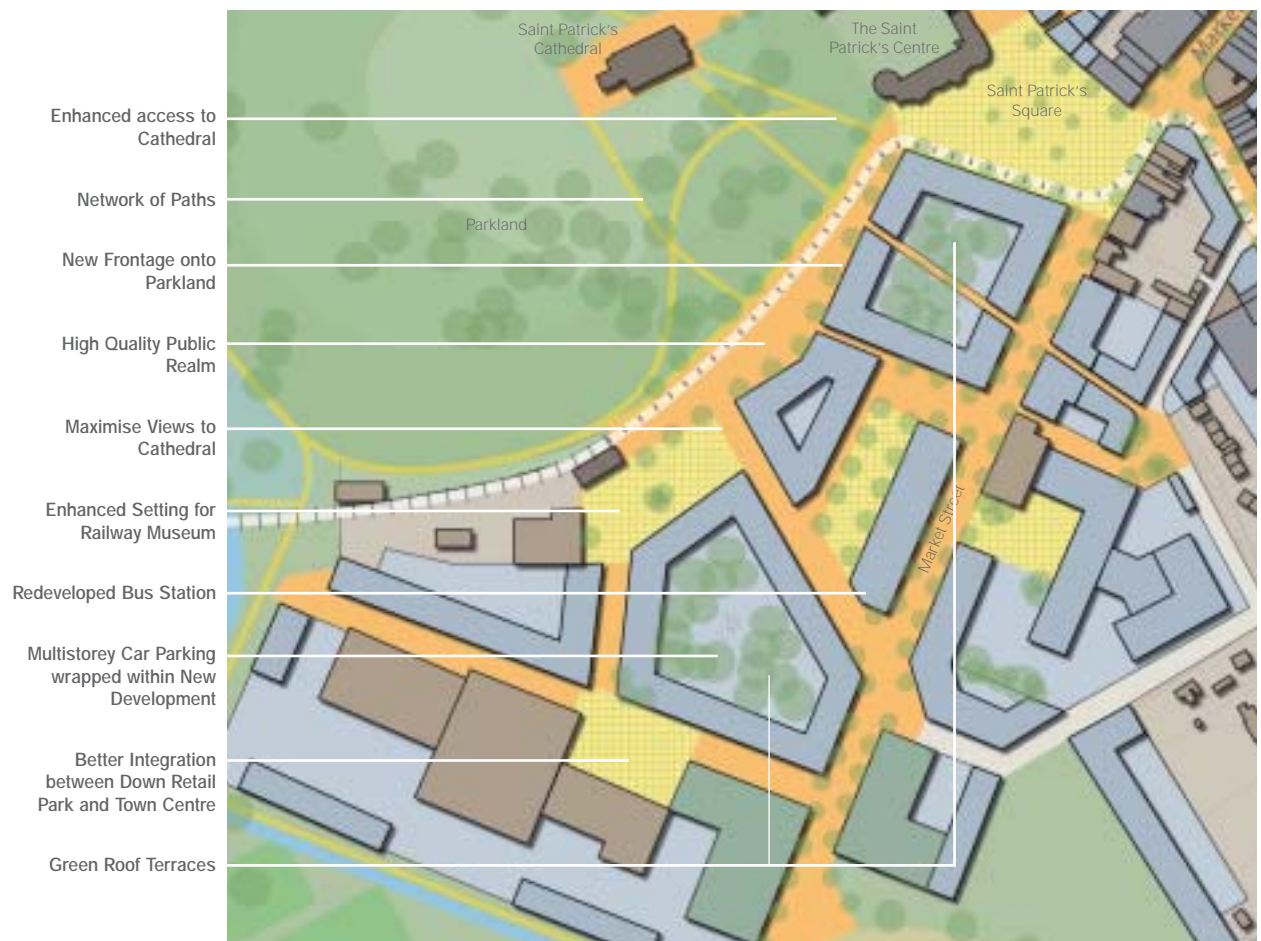 Saint Patrick's
Cathedral
The Saint
Patrick's Centre
Market
Saint Patrick's
Square
Enhanced access to
Cathedral
Network of Paths
Parkland
New Frontage onto
Parkland
High Quality Public
Realm
Maximise Views to
Cathedral
Enhanced Setting for
Railway Museum
Market Street
Redeveloped Bus Station
Multistorey Car Parking
wrapped within New
Development
Better Integration
between Down Retail
Park and Town Centre
Green Roof Terraces